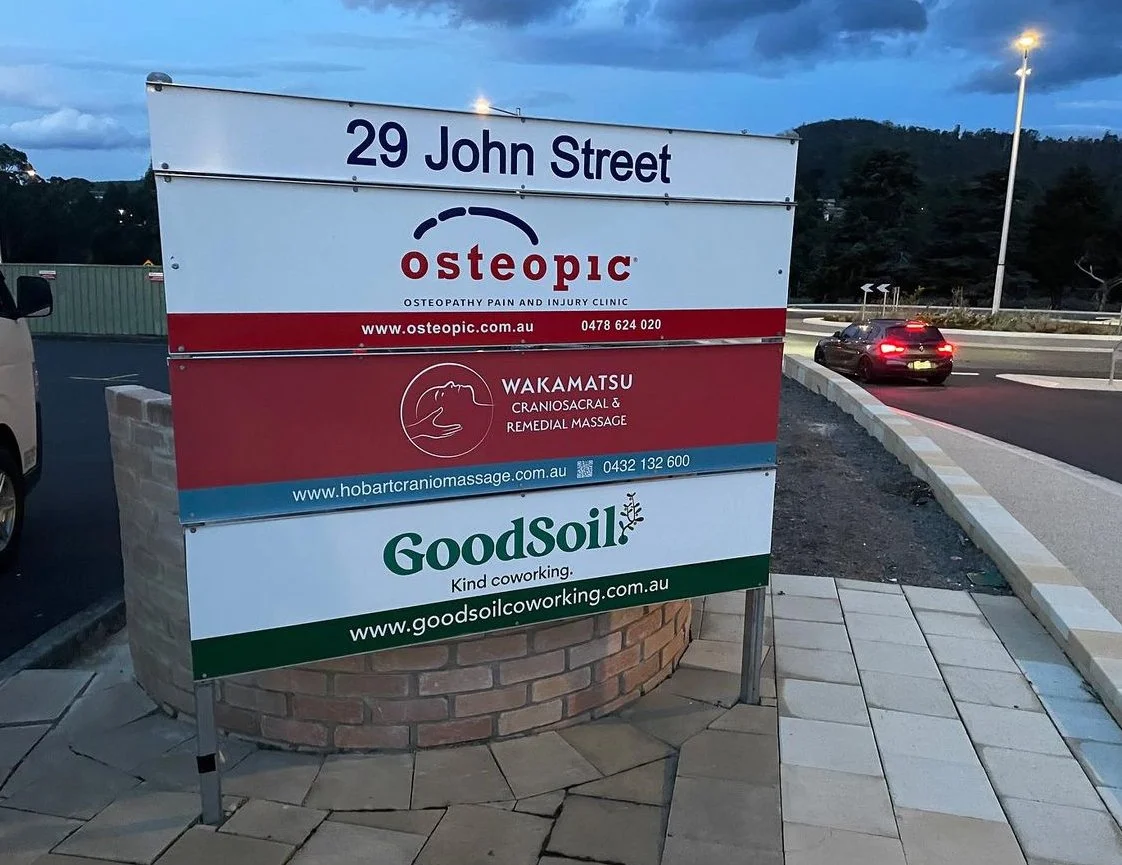 29 John Street
osteopic
OSTEOPATHY PAIN AND INJURY CLINIC
www.osteopic.com.au 0478 624 020
WAKAMATSU
CRANIOSACRAL &
REMEDIAL MASSAGE
www.hobartcraniomassage.com.au 0432 132 600
GoodSoil.
Kind coworking.
www.goodsoilcoworking.com.au